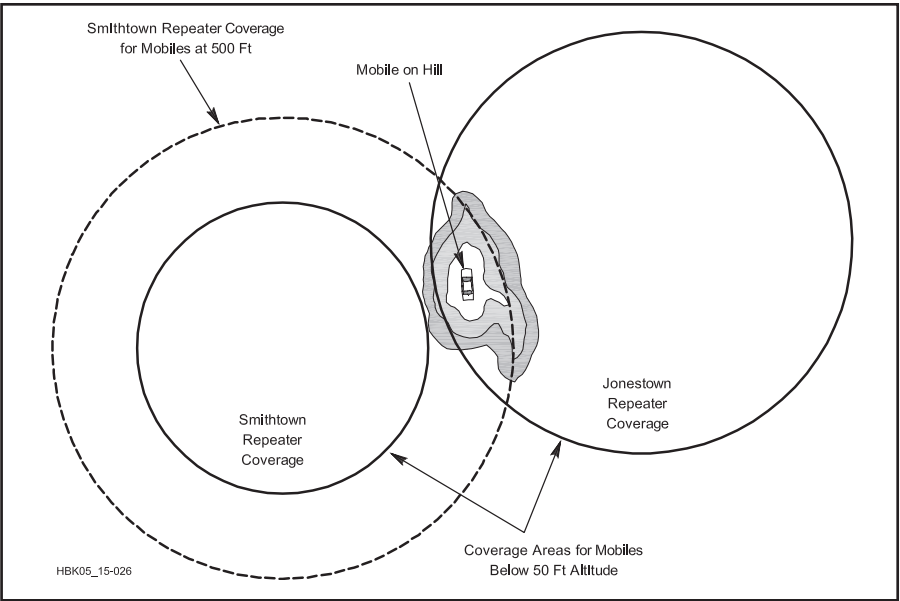 Smithtown Repeater Coverage
for Mobiles at 500 Ft
Mobile on Hill
Jonestown
Repeater
Coverage
Smithtown
Repeater
Coverage
Coverage Areas for Mobiles
Below 50 Ft Altitude
HBK05_15-026